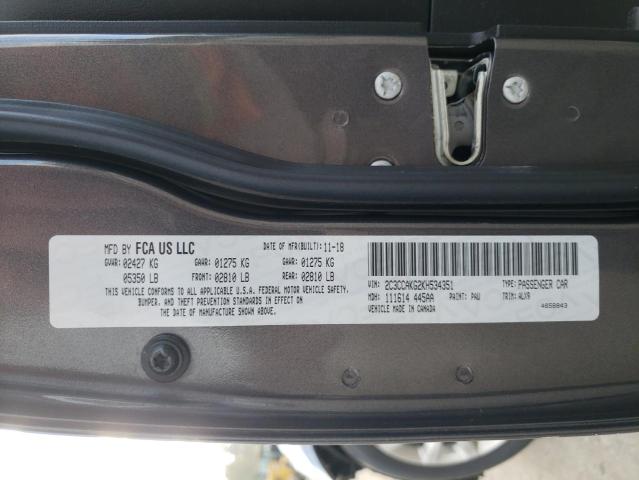 MFD BY FCA US LLC DATE OF MFR(BUILT): 11-18
GVWR: 02427 KG GAWR: 01275 KG GAWR: 01275 KG
05350 LB FRONT: 02810 LB REAR: 02810 LB
THIS VEHICLE CONFORMS TO ALL APPLICABLE U.S.A. FEDERAL MOTOR VEHICLE SAFETY,
BUMPER, AND THEFT PREVENTION STANDARDS IN EFFECT ON
THE DATE OF MANUFACTURE SHOWN ABOVE.
VIN: 2C3CCAKG2KH534351 TYPE: PASSENGER CAR
MDH: 111614 445AA PAINT: PAU TRIM: ALX9
VEHICLE MADE IN CANADA 4658843